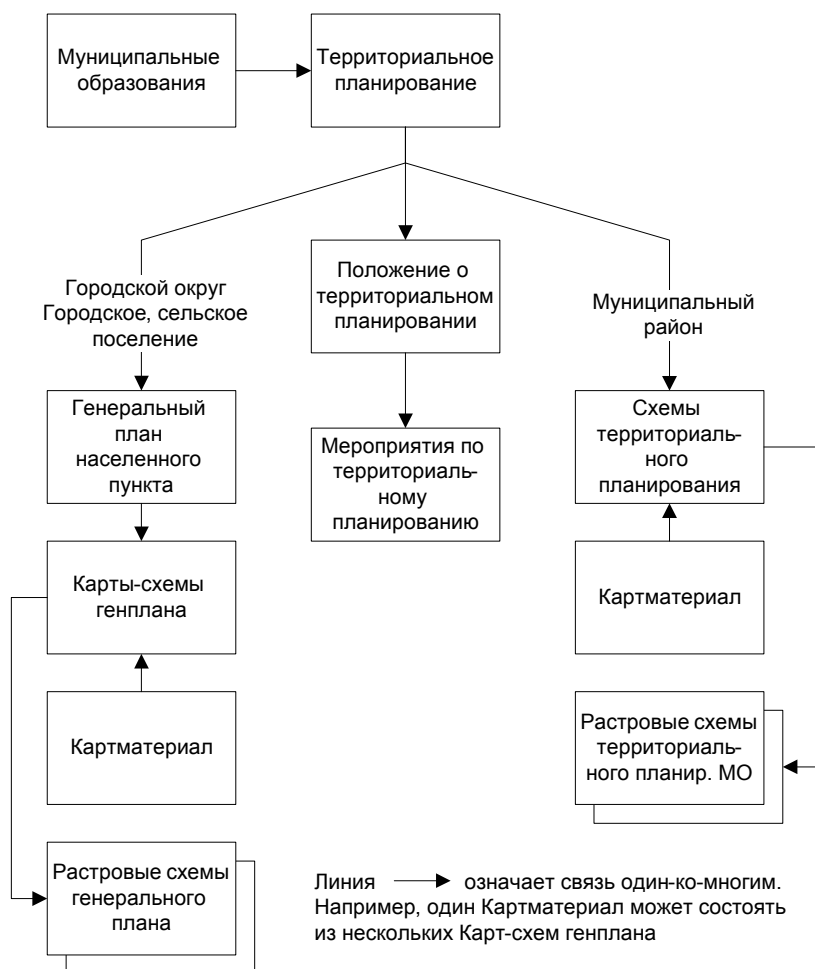 Муниципальные
образования
Территориальное
планирование
Городской округ
Городское, сельское
поселение
Положение о
территориальном
планировании
Муниципальный
район
Генеральный
план
населенного
пункта
Мероприятия по
территориаль-
ному
планированию
Схемы
территориаль-
ного
планирования
Карты-схемы
генплана
Картматериал
Картматериал
Растровые схемы
территориаль-
ного планир. МО
Растровые схемы
генерального
плана
Линия означает связь один-ко-многим.
Например, один Картматериал может состоять
из нескольких Карт-схем генплана